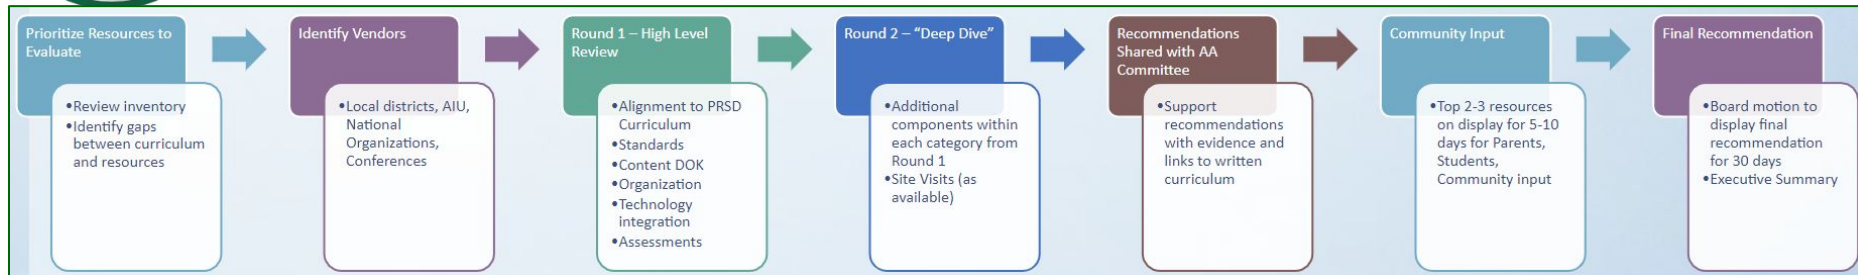 Prioritize Resources to
Evaluate
•Review inventory
•Identify gaps
between curriculum
and resources
Identify Vendors
•Local districts, AIU,
National
Organizations,
Conferences
Round 1 – High Level
Review
•Alignment to PRSD
Curriculum
•Standards
•Content DOK
•Organization
•Technology
integration
•Assessments
Round 2 – “Deep Dive”
•Additional
components within
each category from
Round 1
•Site Visits (as
available)
Recommendations
Shared with AA
Committee
•Support
recommendations
with evidence and
links to written
curriculum
Community Input
•Top 2-3 resources
on display for 5-10
days for Parents,
Students,
Community input
Final Recommendation
•Board motion to
display final
recommendation
for 30 days
•Executive Summary